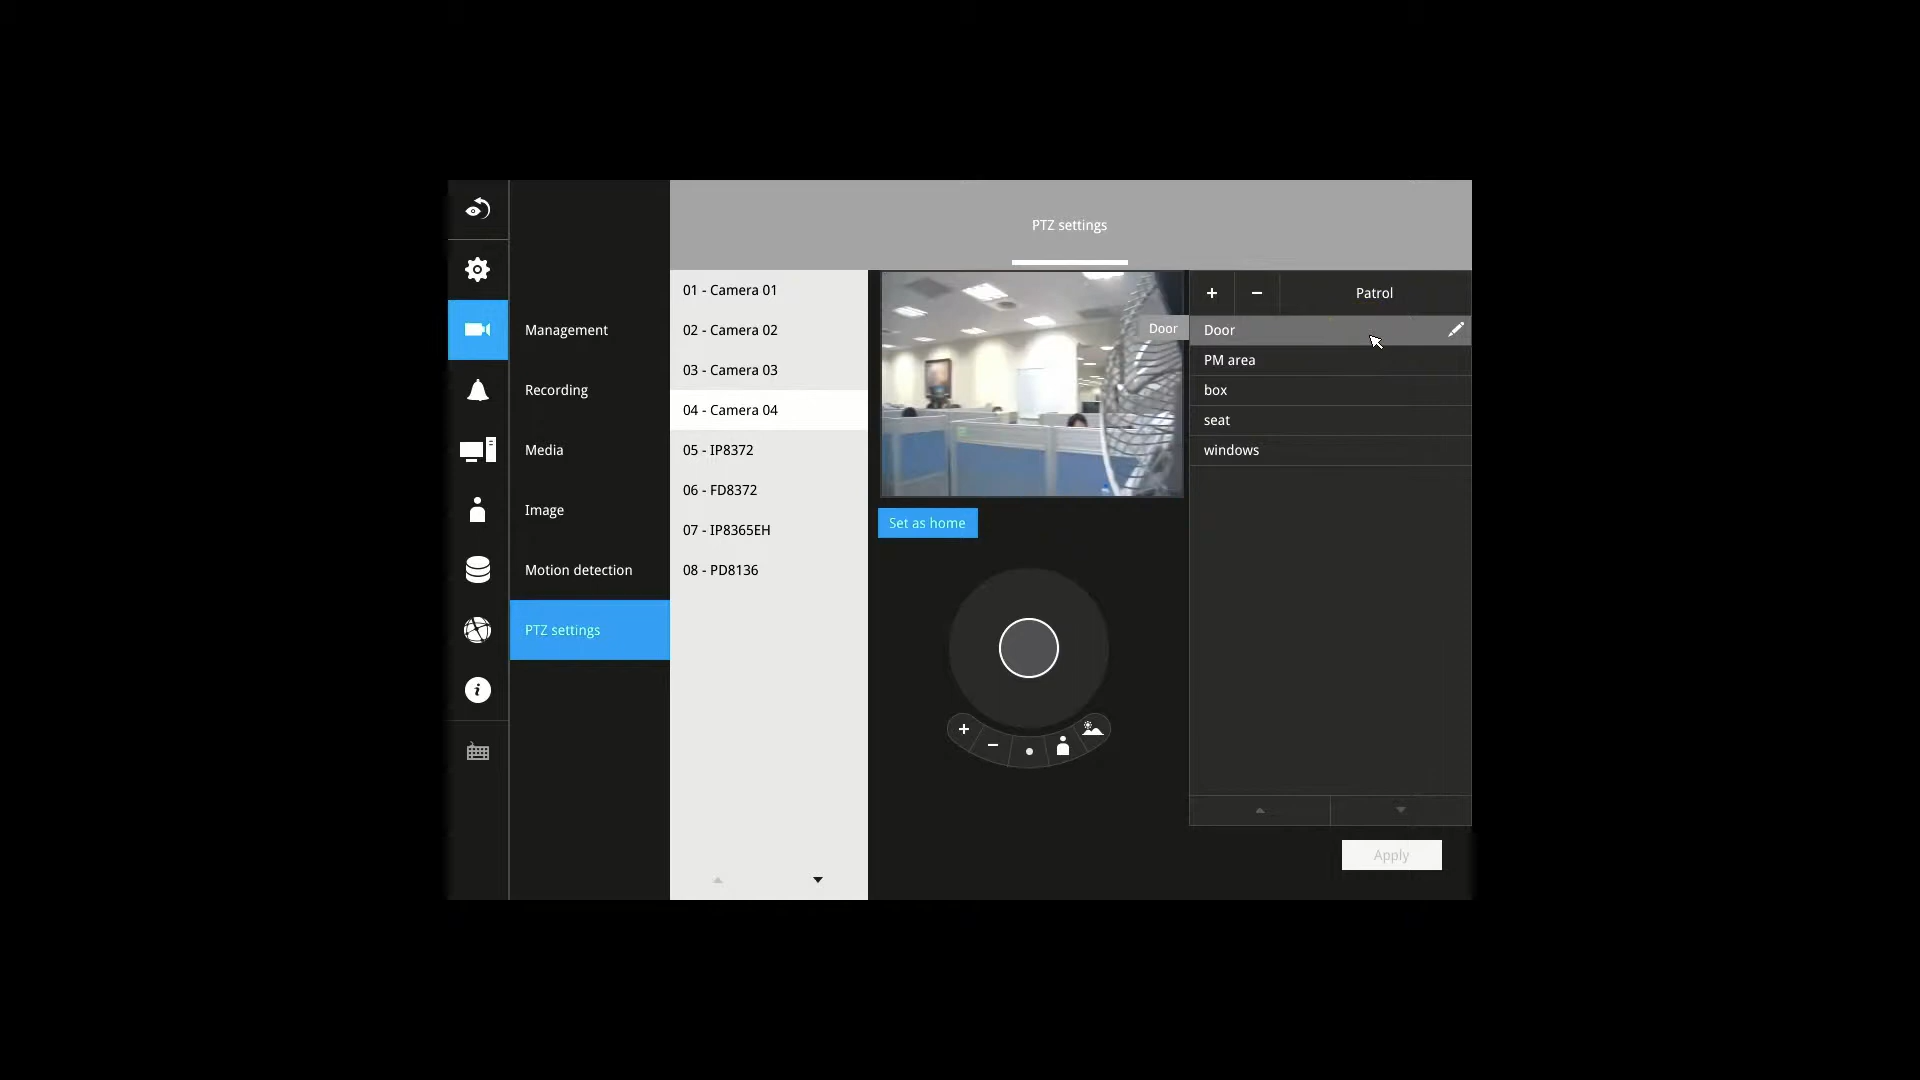 PTZ settings
Management
Recording
Media
Image
Motion detection
PTZ settings
01 - Camera 01
02 - Camera 02
03 - Camera 03
04 - Camera 04
05 - IP8372
06 - FD8372
07 - IP8365EH
08 - PD8136
Door
Set as home
+ − Patrol
Door
PM area
box
seat
windows
Apply